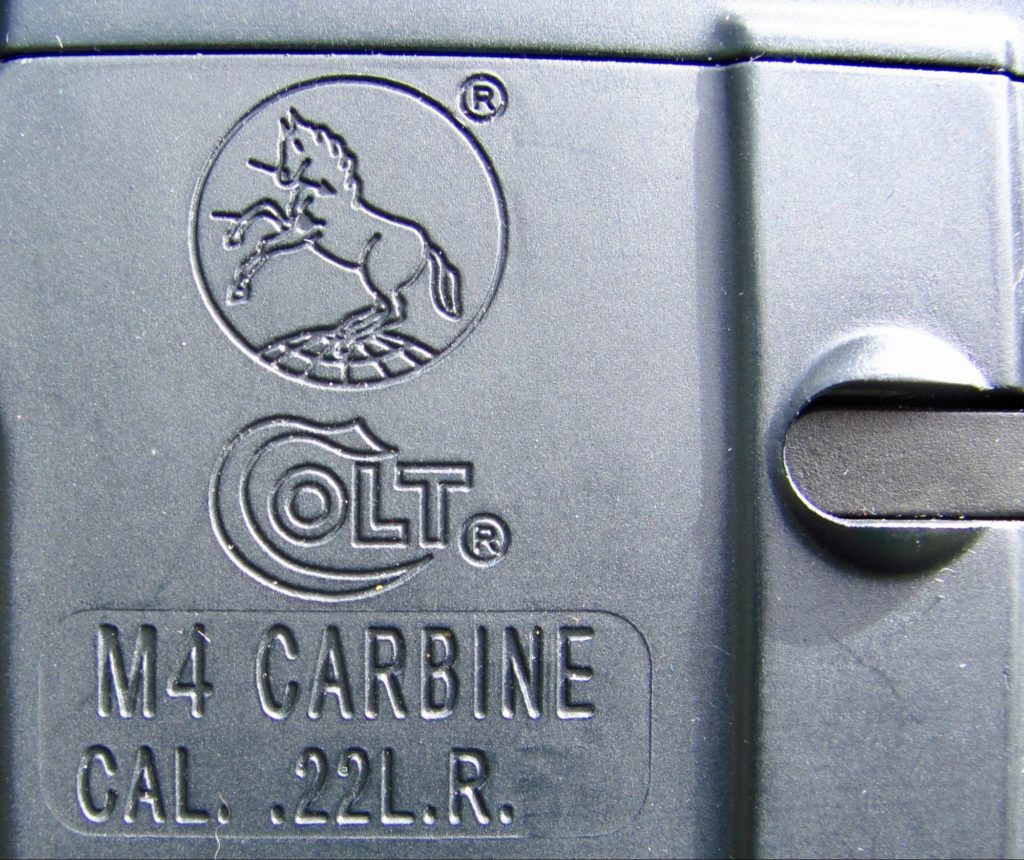 ®
COLT®
M4 CARBINE
CAL. .22L.R.